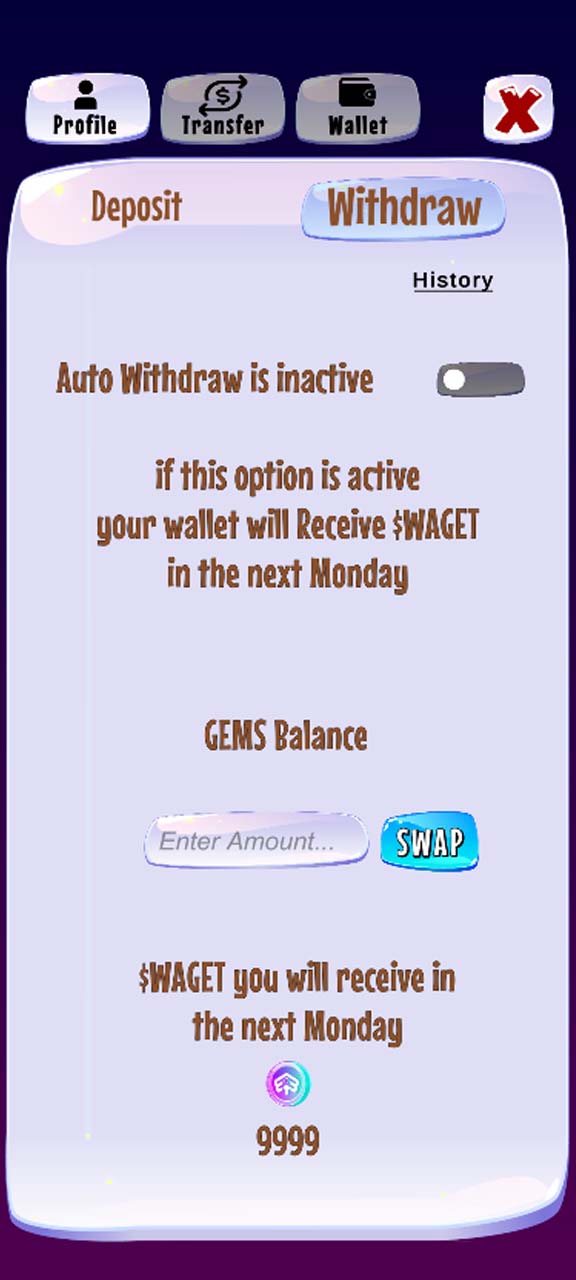 Profile
Transfer
Wallet
Deposit
Withdraw
History
Auto Withdraw is inactive
if this option is active
your wallet will Receive $WAGET
in the next Monday
GEMS Balance
Enter Amount...
SWAP
$WAGET you will receive in
the next Monday
9999